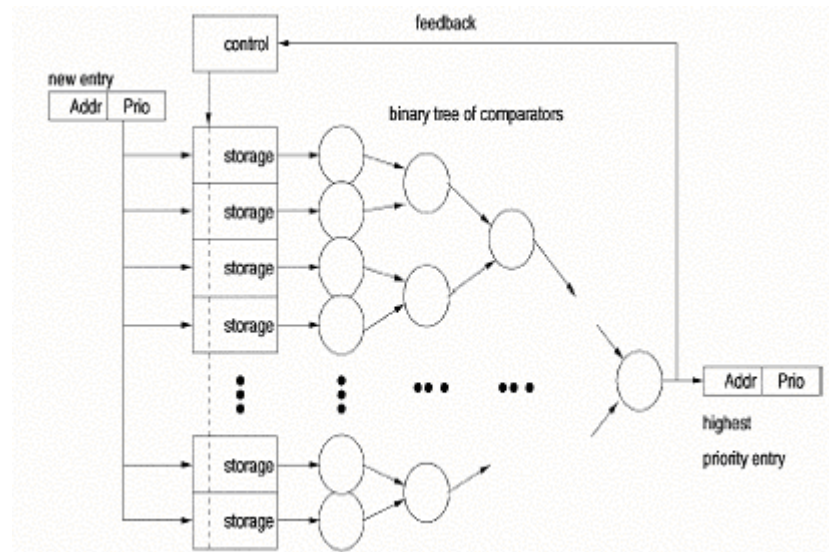 feedback
control
new entry
Addr Prio
binary tree of comparators
storage
storage
storage
storage
storage
storage
Addr Prio
highest
priority entry